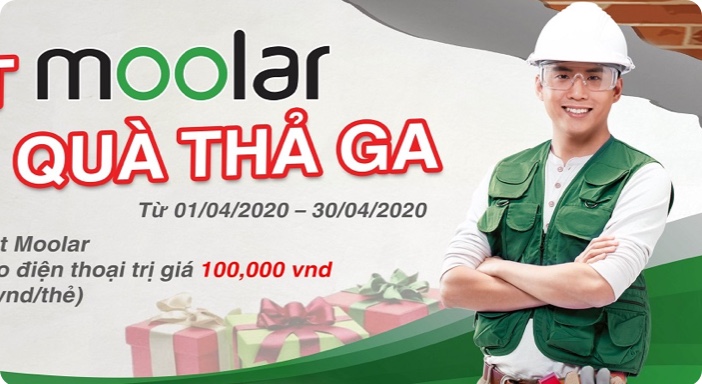 T moolar
QUÀ THẢ GA
Từ 01/04/2020 – 30/04/2020
t Moolar
o điện thoại trị giá 100,000 vnd
vnd/thẻ)